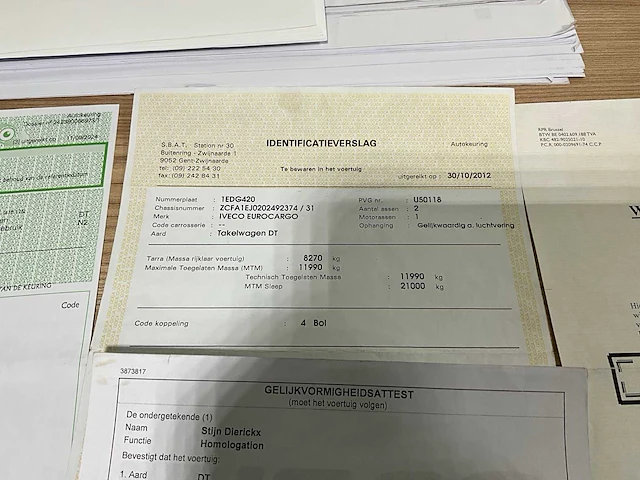 Autokeuring
11/09/2024
DT
N2
AN DE KEURING
Code
S.B.A.T. Station nr 30
Buitenring - Zwijnaarde 1
9052 Gent-Zwijnaarde
tel: (09) 222 54 30
fax: (09) 242 84 31
IDENTIFICATIEVERSLAG
Autokeuring
Te bewaren in het voertuig
uitgereikt op : 30/10/2012
Nummerplaat : 1EDG420
PVG nr. : U50118
Chassisnummer : ZCFA1EJ0202492374 / 31
Aantal assen : 2
Merk : IVECO EUROCARGO
Motorassen : 1
Code carrosserie : --
Ophanging : Gelijkwaardig a. luchtvering
Aard : Takelwagen DT
Tarra (Massa rijklaar voertuig) : 8270 kg
Maximale Toegelaten Massa (MTM) : 11990 kg
Technisch Toegelaten Massa : 11990 kg
MTM Sleep : 21000 kg
Code koppeling : 4 Bol
RPR Brussel
3873817
GELIJKVORMIGHEIDSATTEST
(moet het voertuig volgen)
De ondergetekende (1)
Naam Stijn Dierickx
Functie Homologation
Bevestigt dat het voertuig:
1. Aard DT